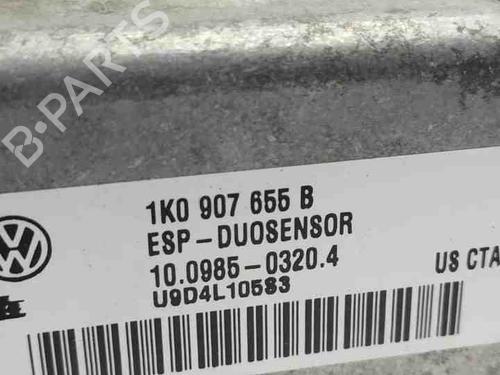 B-PARTS
1K0 907 655 B
ESP-DUOSENSOR
10.0985-0320.4
US CTA
U9D4L10583